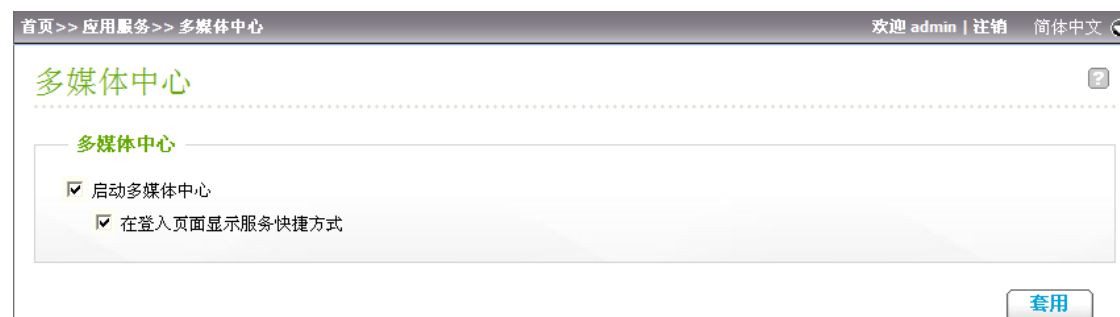 首页>> 应用服务>> 多媒体中心 欢迎 admin | 注销 简体中文
多媒体中心 ?
多媒体中心
启动多媒体中心
在登入页面显示服务快捷方式
套用